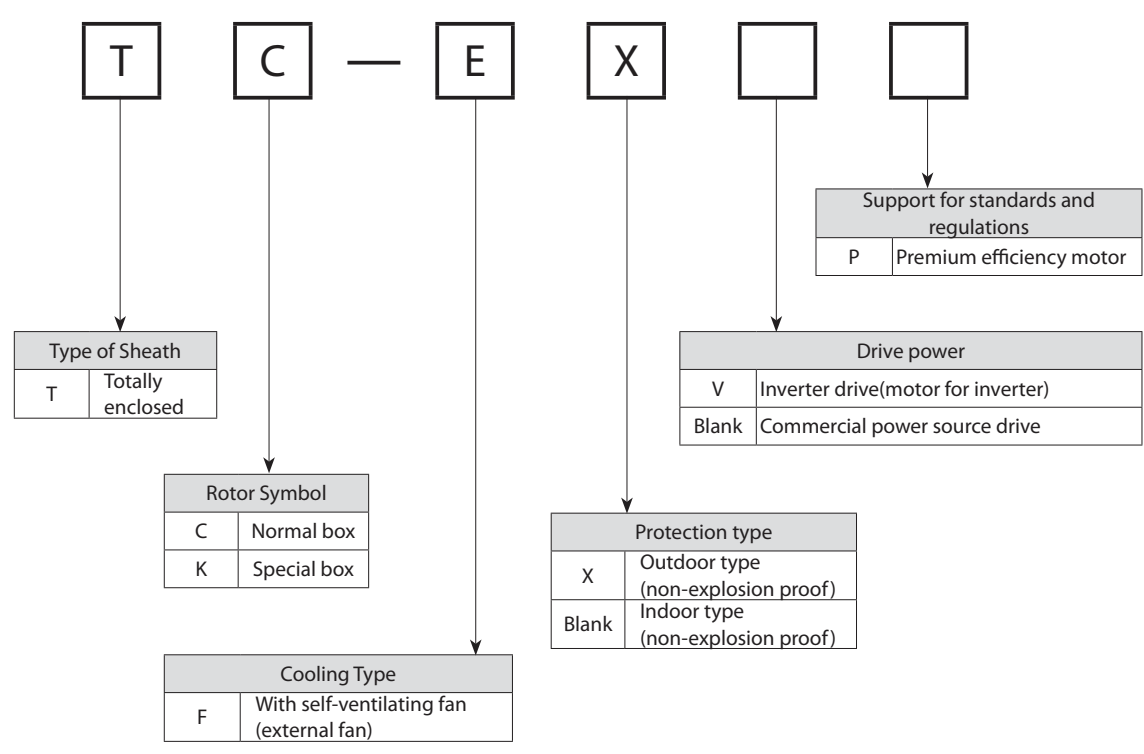 T C — E X
Support for standards and
regulations
P Premium efficiency motor
Type of Sheath
T Totally
enclosed
Drive power
V Inverter drive(motor for inverter)
Blank Commercial power source drive
Rotor Symbol
C Normal box
K Special box
Protection type
X Outdoor type
(non-explosion proof)
Blank Indoor type
(non-explosion proof)
Cooling Type
F With self-ventilating fan
(external fan)